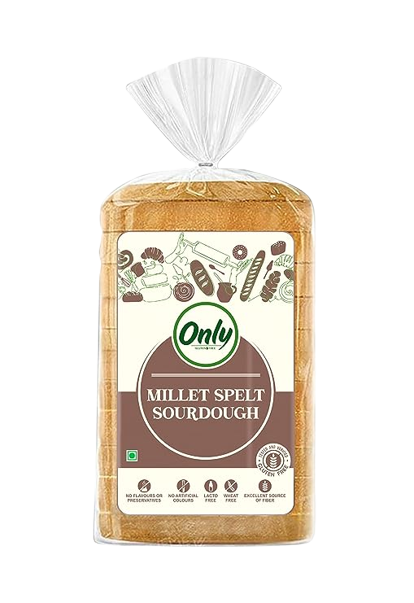 Only
MILLET SPELT
SOURDOUGH
GLUTEN FREE
NO FLAVOURS OR
PRESERVATIVES
NO ARTIFICIAL
COLOURS
LACTO
FREE
WHEAT
FREE
EXCELLENT SOURCE
OF FIBER